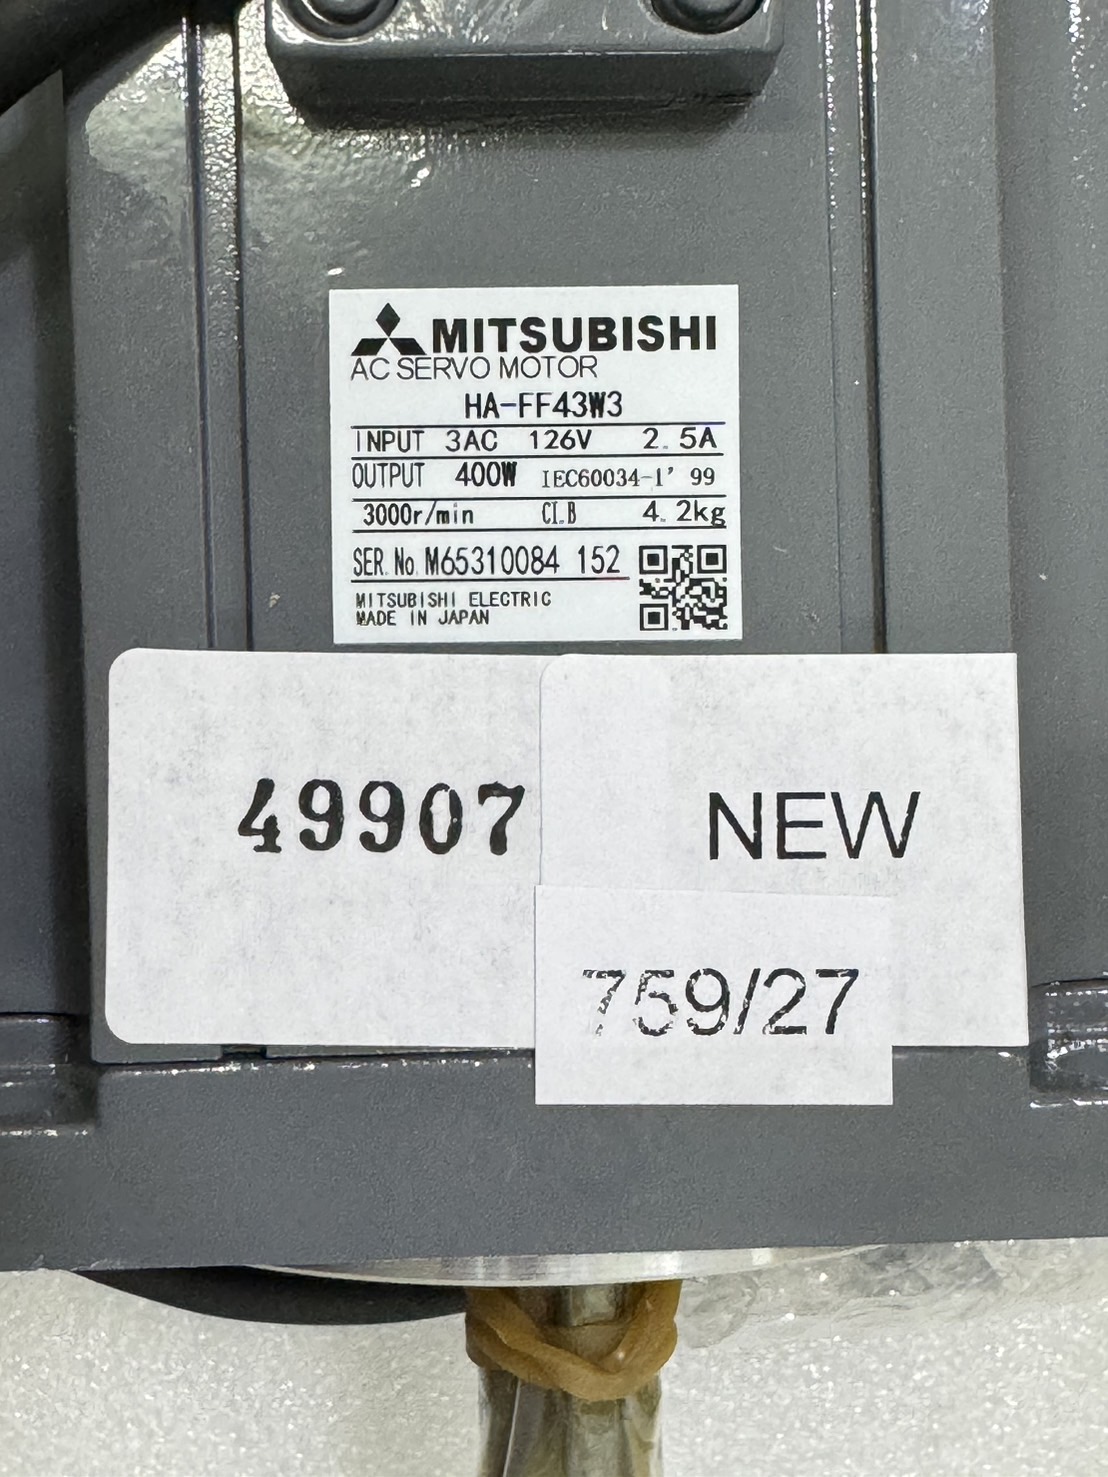 MITSUBISHI
AC SERVO MOTOR
HA-FF43W3
INPUT 3AC 126V 2.5A
OUTPUT 400W IEC60034-1'99
3000r/min CI.B 4.2kg
SER.No.M65310084 152
MITSUBISHI ELECTRIC
MADE IN JAPAN
49907
NEW
759/27